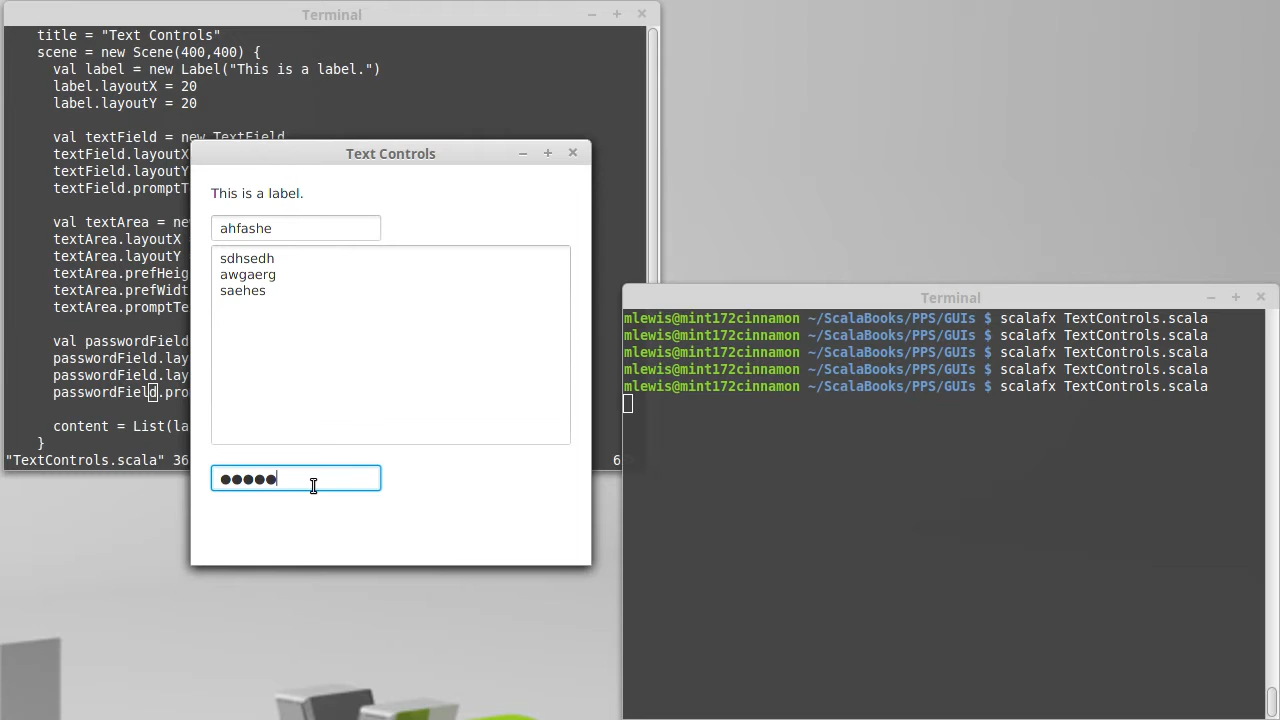 Terminal
title = "Text Controls"
scene = new Scene(400,400) {
val label = new Label("This is a label.")
label.layoutX = 20
label.layoutY = 20
val textField = new TextField
textField.layoutX
textField.layoutY
textField.promptT
val textArea = new
textArea.layoutX
textArea.layoutY
textArea.prefHeig
textArea.prefWidt
textArea.promptTe
val passwordField
passwordField.lay
passwordField.lay
passwordField.pro
content = List(la
}
"TextControls.scala" 36
6
Text Controls
This is a label.
ahfashe
sdhsedh
awgaerg
saehes
●●●●●
Terminal
mlewis@mint172cinnamon ~/ScalaBooks/PPS/GUIs $ scalafx TextControls.scala
mlewis@mint172cinnamon ~/ScalaBooks/PPS/GUIs $ scalafx TextControls.scala
mlewis@mint172cinnamon ~/ScalaBooks/PPS/GUIs $ scalafx TextControls.scala
mlewis@mint172cinnamon ~/ScalaBooks/PPS/GUIs $ scalafx TextControls.scala
mlewis@mint172cinnamon ~/ScalaBooks/PPS/GUIs $ scalafx TextControls.scala